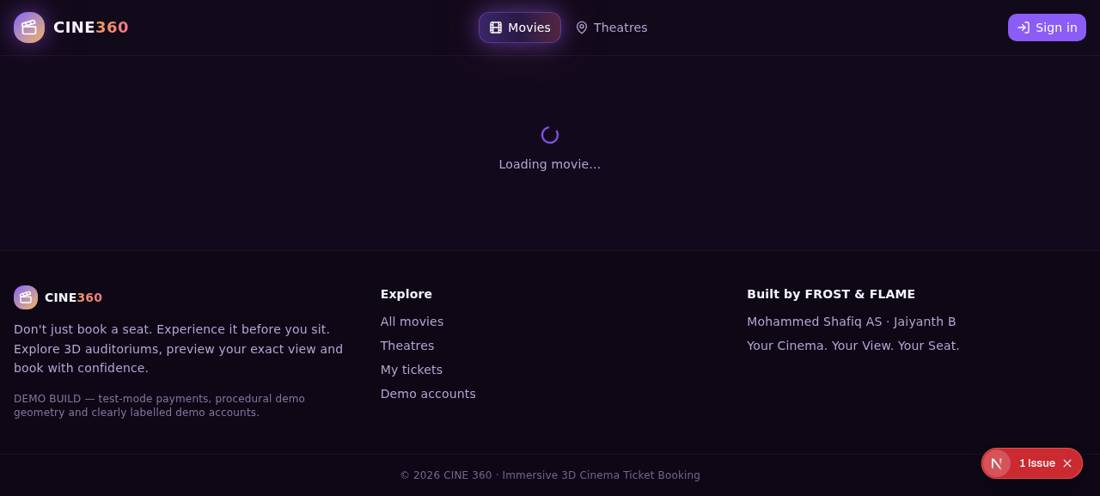 CINE360
Movies
Theatres
Sign in
Loading movie…
CINE360
Don't just book a seat. Experience it before you sit.
Explore 3D auditoriums, preview your exact view and
book with confidence.
DEMO BUILD — test-mode payments, procedural demo
geometry and clearly labelled demo accounts.
Explore
All movies
Theatres
My tickets
Demo accounts
Built by FROST & FLAME
Mohammed Shafiq AS · Jaiyanth B
Your Cinema. Your View. Your Seat.
© 2026 CINE 360 · Immersive 3D Cinema Ticket Booking
N
1 Issue